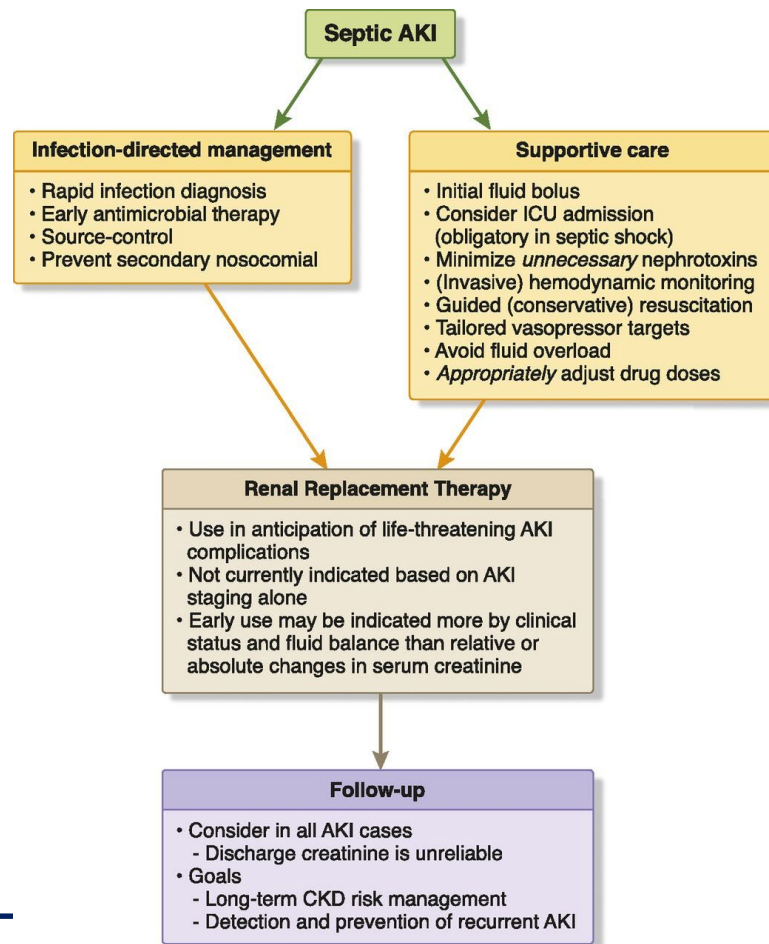 Septic AKI
Infection-directed management
• Rapid infection diagnosis
• Early antimicrobial therapy
• Source-control
• Prevent secondary nosocomial
Supportive care
• Initial fluid bolus
• Consider ICU admission
(obligatory in septic shock)
• Minimize unnecessary nephrotoxins
• (Invasive) hemodynamic monitoring
• Guided (conservative) resuscitation
• Tailored vasopressor targets
• Avoid fluid overload
• Appropriately adjust drug doses
Renal Replacement Therapy
• Use in anticipation of life-threatening AKI
complications
• Not currently indicated based on AKI
staging alone
• Early use may be indicated more by clinical
status and fluid balance than relative or
absolute changes in serum creatinine
Follow-up
• Consider in all AKI cases
- Discharge creatinine is unreliable
• Goals
- Long-term CKD risk management
- Detection and prevention of recurrent AKI